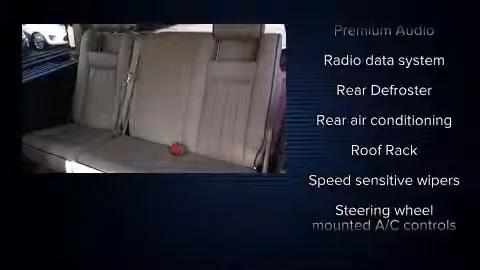 Premium Audio
Radio data system
Rear Defroster
Rear air conditioning
Roof Rack
Speed sensitive wipers
Steering wheel
mounted A/C controls